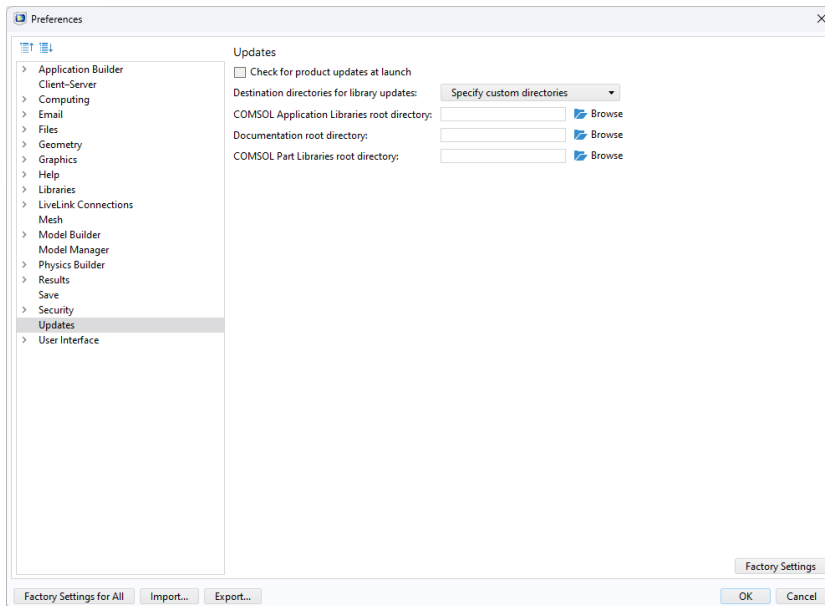 Preferences
Application Builder
Client–Server
Computing
Email
Files
Geometry
Graphics
Help
Libraries
LiveLink Connections
Mesh
Model Builder
Model Manager
Physics Builder
Results
Save
Security
Updates
User Interface
Updates
Check for product updates at launch
Destination directories for library updates: Specify custom directories
COMSOL Application Libraries root directory: Browse
Documentation root directory: Browse
COMSOL Part Libraries root directory: Browse
Factory Settings
Factory Settings for All Import... Export... OK Cancel